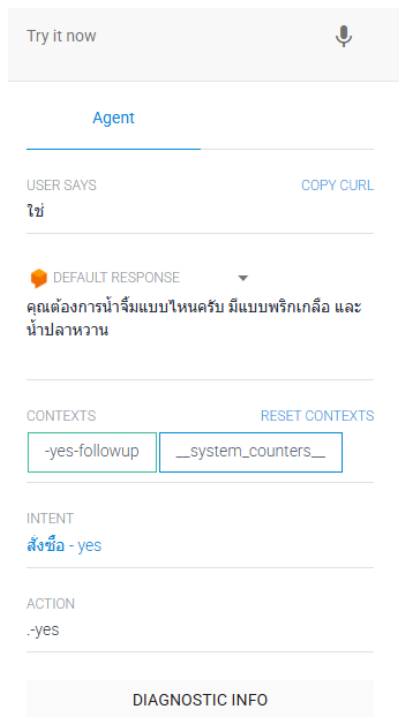 Try it now
Agent
USER SAYS
COPY CURL
ใช่
DEFAULT RESPONSE
คุณต้องการน้ำจิ้มแบบไหนครับ มีแบบพริกเกลือ และ
น้ำปลาหวาน
CONTEXTS
RESET CONTEXTS
-yes-followup
__system_counters__
INTENT
สั่งซื้อ - yes
ACTION
.-yes
DIAGNOSTIC INFO